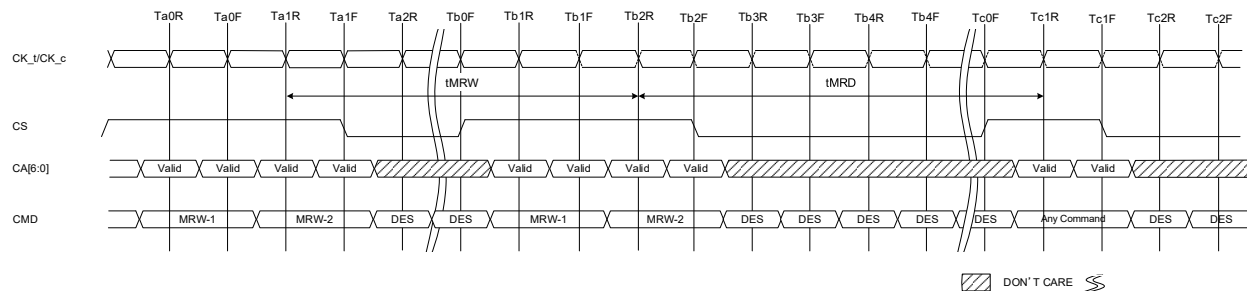 Ta0R Ta0F Ta1R Ta1F Ta2R Tb0F Tb1R Tb1F Tb2R Tb2F Tb3R Tb3F Tb4R Tb4F Tc0F Tc1R Tc1F Tc2R Tc2F
CK_t/CK_c
tMRW tMRD
CS
CA[6:0] Valid Valid Valid Valid Valid Valid Valid Valid Valid Valid
CMD MRW-1 MRW-2 DES DES MRW-1 MRW-2 DES DES DES DES DES Any Command DES DES
DON'T CARE